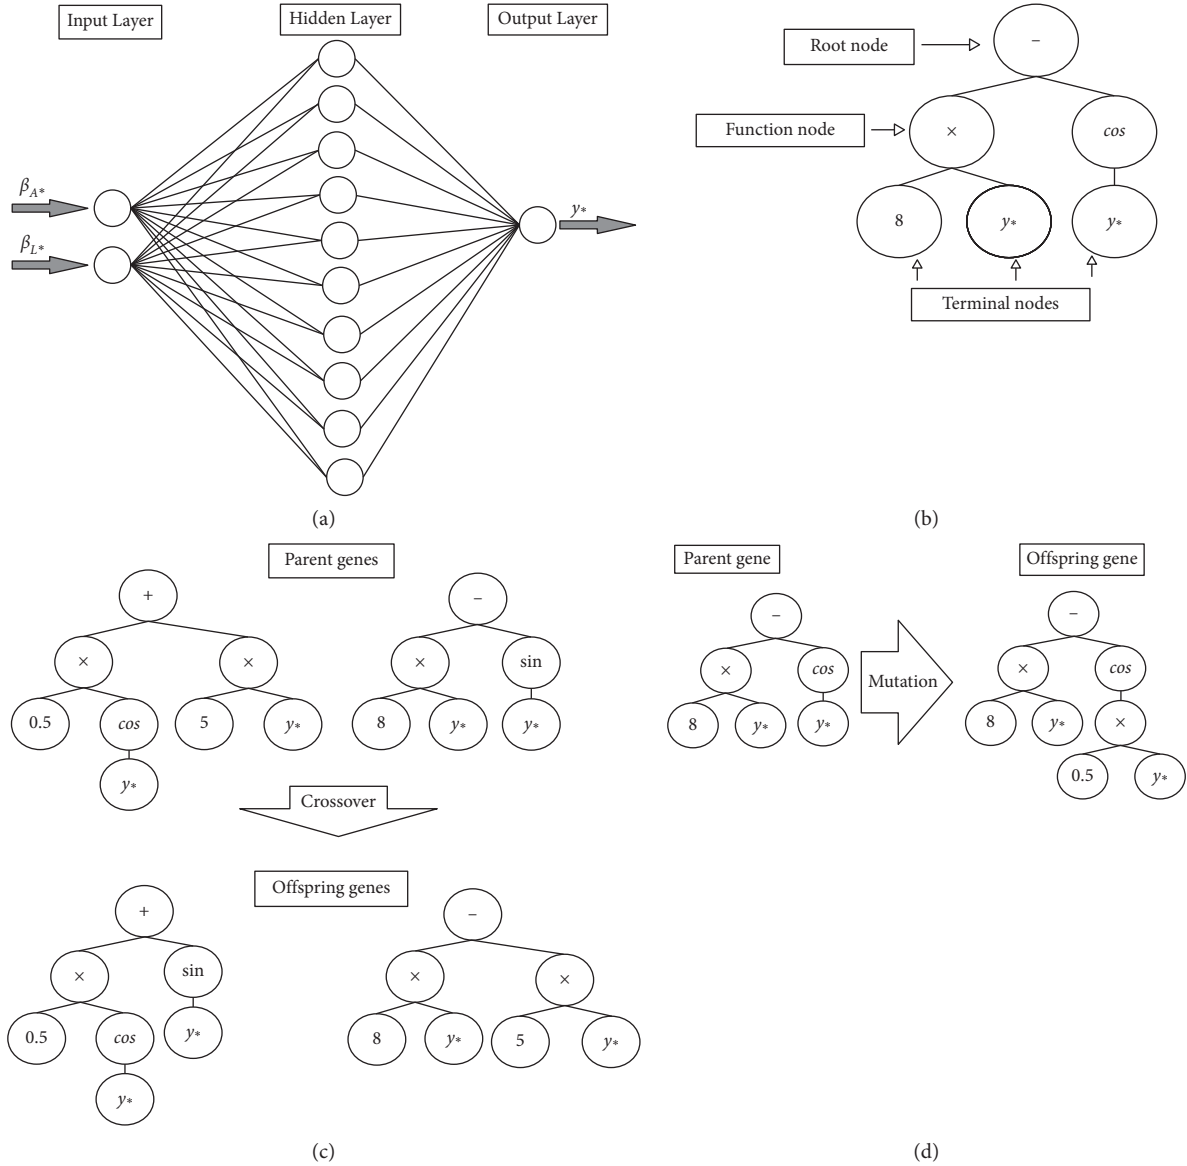 Input Layer
Hidden Layer
Output Layer
β_A*
β_L*
y*
(a)
Root node
–
Function node
×
cos
8
y*
y*
Terminal nodes
(b)
Parent genes
+
–
×
×
×
sin
0.5
cos
5
y*
8
y*
y*
y*
Crossover
Offspring genes
+
–
×
sin
×
×
0.5
cos
y*
8
y*
5
y*
y*
(c)
Parent gene
–
×
cos
8
y*
y*
Mutation
Offspring gene
–
×
cos
8
y*
×
0.5
y*
(d)